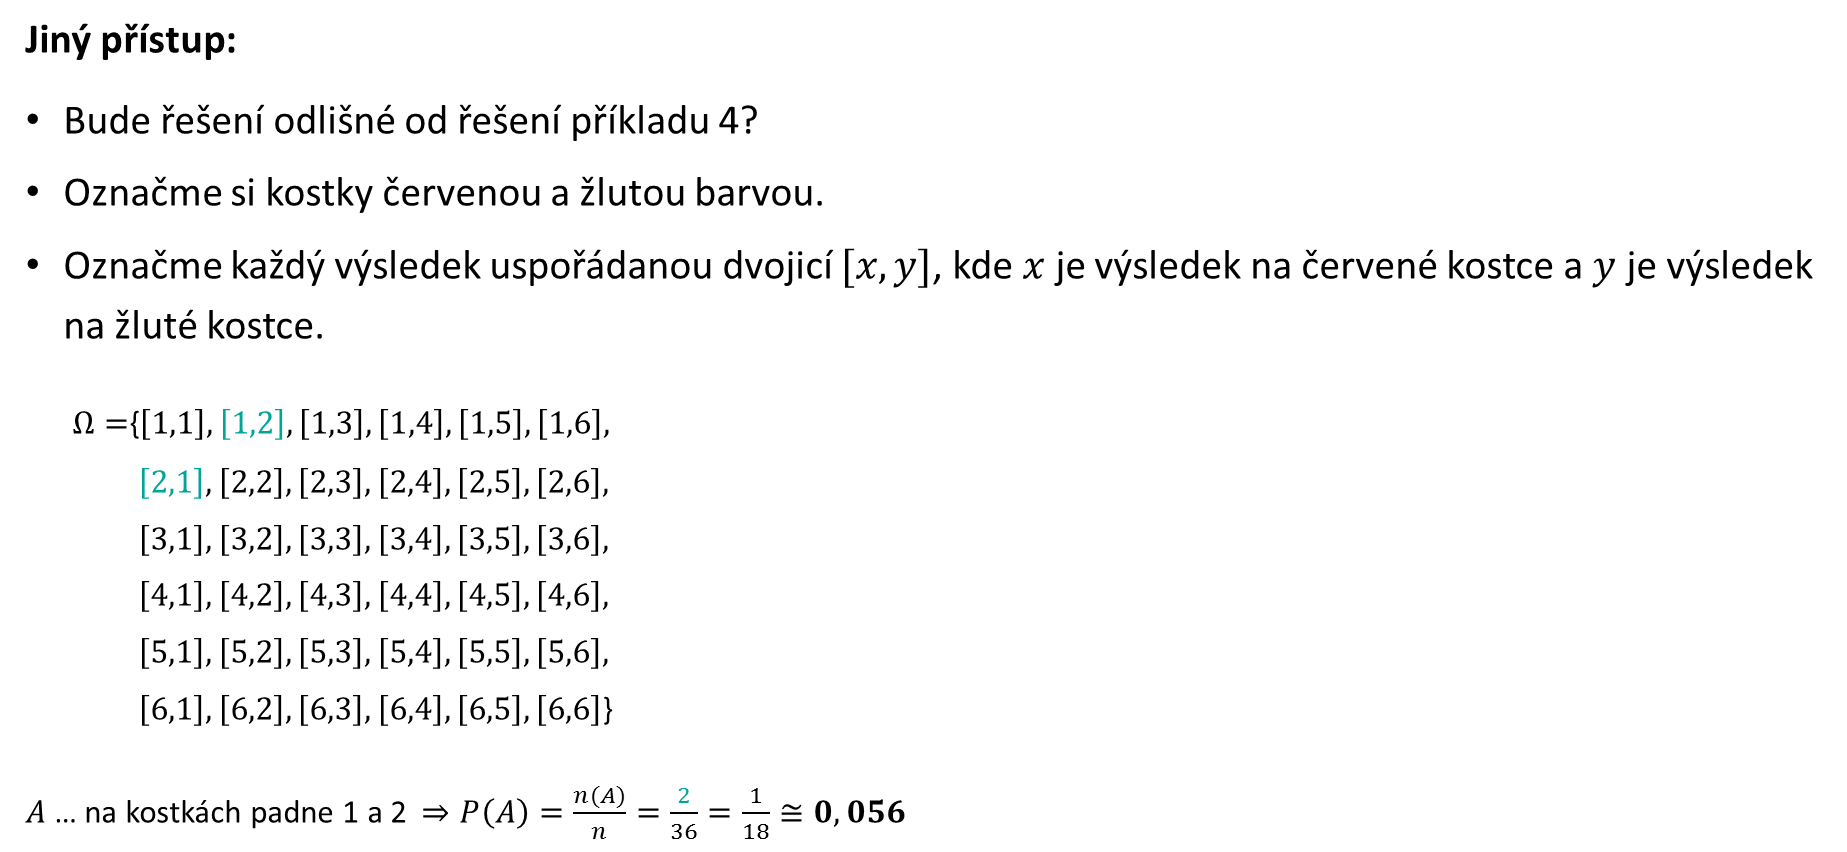 Jiný přístup:
• Bude řešení odlišné od řešení příkladu 4?
• Označme si kostky červenou a žlutou barvou.
• Označme každý výsledek uspořádanou dvojicí [x, y], kde x je výsledek na červené kostce a y je výsledek
na žluté kostce.
Ω ={[1,1], [1,2], [1,3], [1,4], [1,5], [1,6],
[2,1], [2,2], [2,3], [2,4], [2,5], [2,6],
[3,1], [3,2], [3,3], [3,4], [3,5], [3,6],
[4,1], [4,2], [4,3], [4,4], [4,5], [4,6],
[5,1], [5,2], [5,3], [5,4], [5,5], [5,6],
[6,1], [6,2], [6,3], [6,4], [6,5], [6,6]}
A ... na kostkách padne 1 a 2 ⇒ P(A) = n(A)/n = 2/36 = 1/18 ≅ 0,056